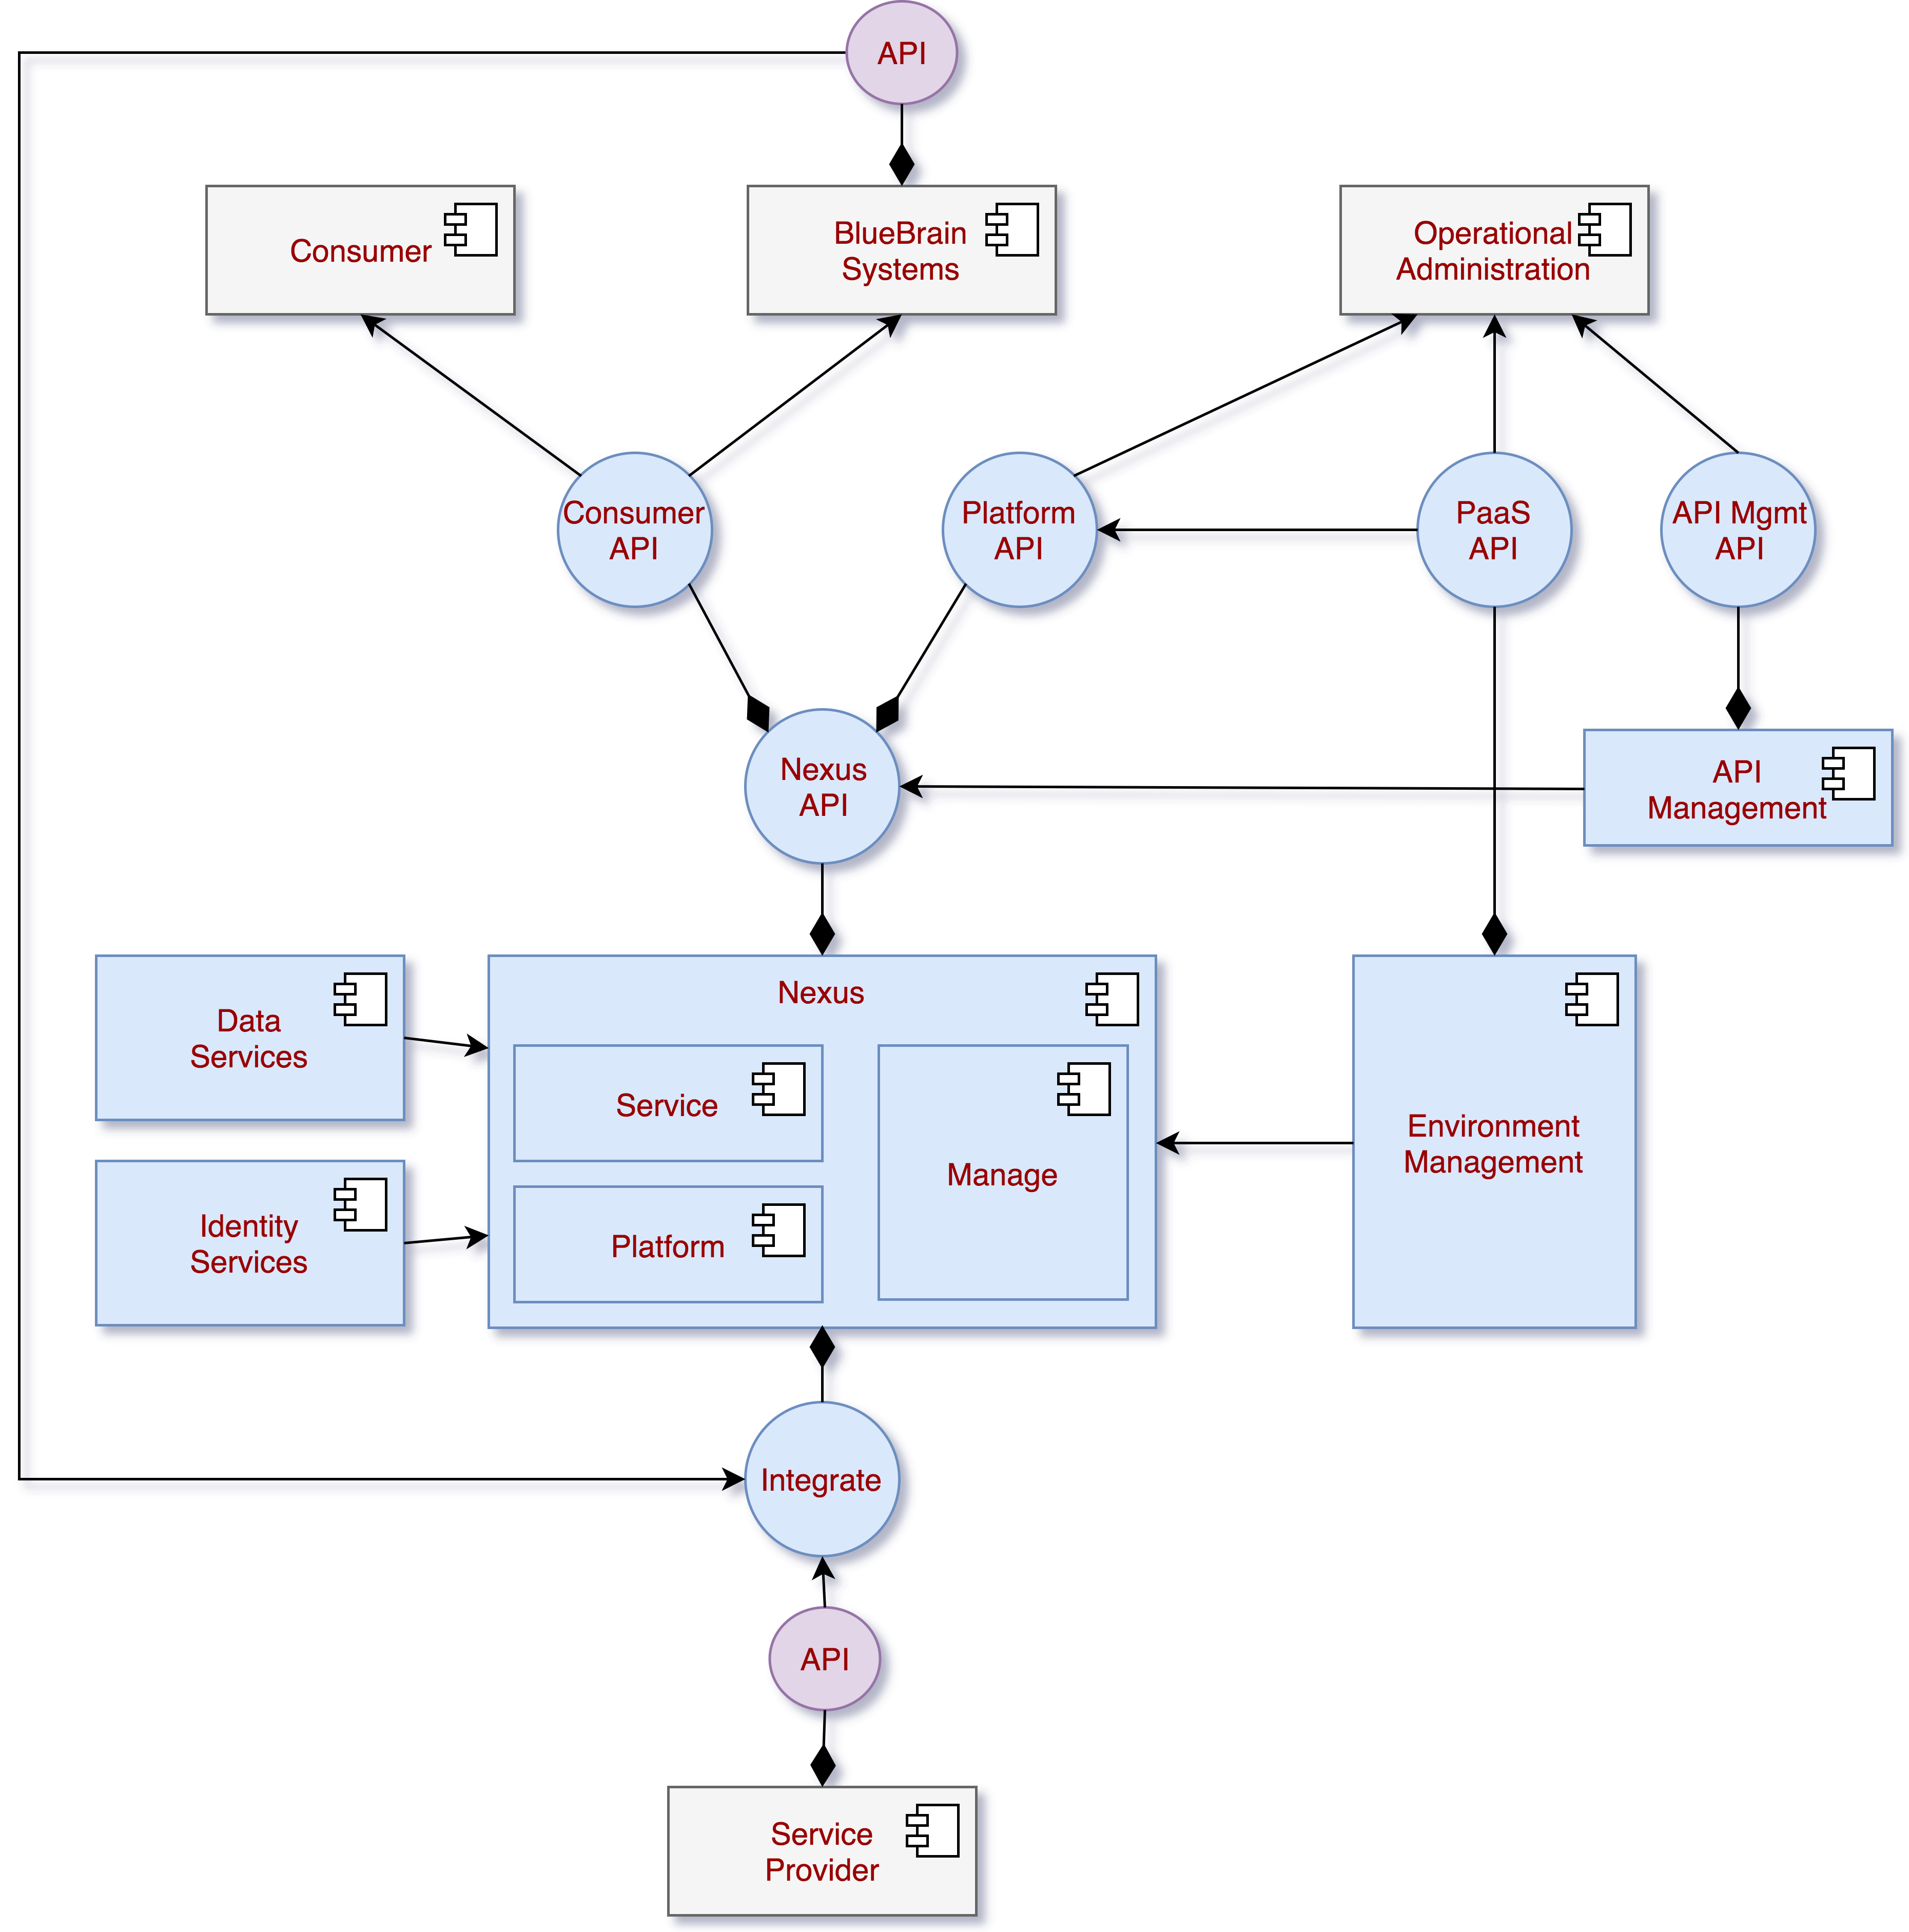 API
Consumer
BlueBrain
Systems
Operational
Administration
Consumer
API
Platform
API
PaaS
API
API Mgmt
API
Nexus
API
API
Management
Nexus
Data
Services
Service
Manage
Environment
Management
Identity
Services
Platform
Integrate
API
Service
Provider